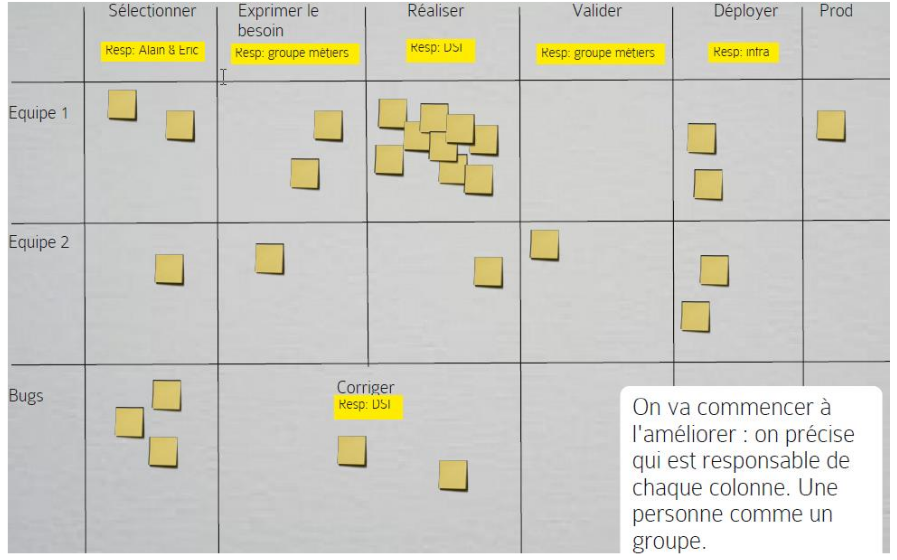 Sélectionner
Exprimer le
besoin
Réaliser
Valider
Déployer
Prod
Resp: Alain & Eric
Resp: groupe métiers
Resp: DSI
Resp: groupe métiers
Resp: infra
Equipe 1
Equipe 2
Bugs
Corriger
Resp: DSI
On va commencer à
l'améliorer : on précise
qui est responsable de
chaque colonne. Une
personne comme un
groupe.